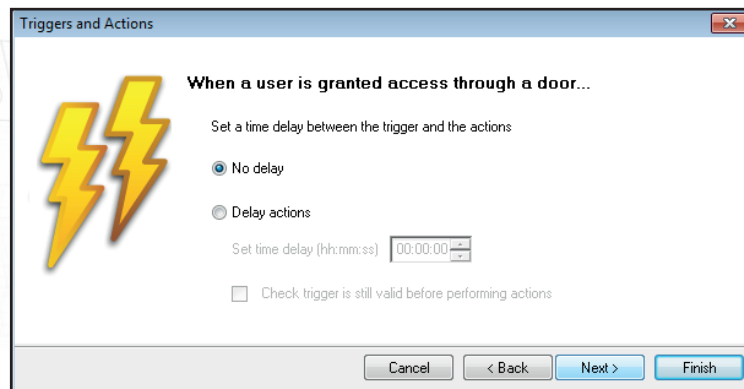 Triggers and Actions
When a user is granted access through a door...
Set a time delay between the trigger and the actions
No delay
Delay actions
Set time delay (hh:mm:ss) 00:00:00
Check trigger is still valid before performing actions
Cancel < Back Next > Finish